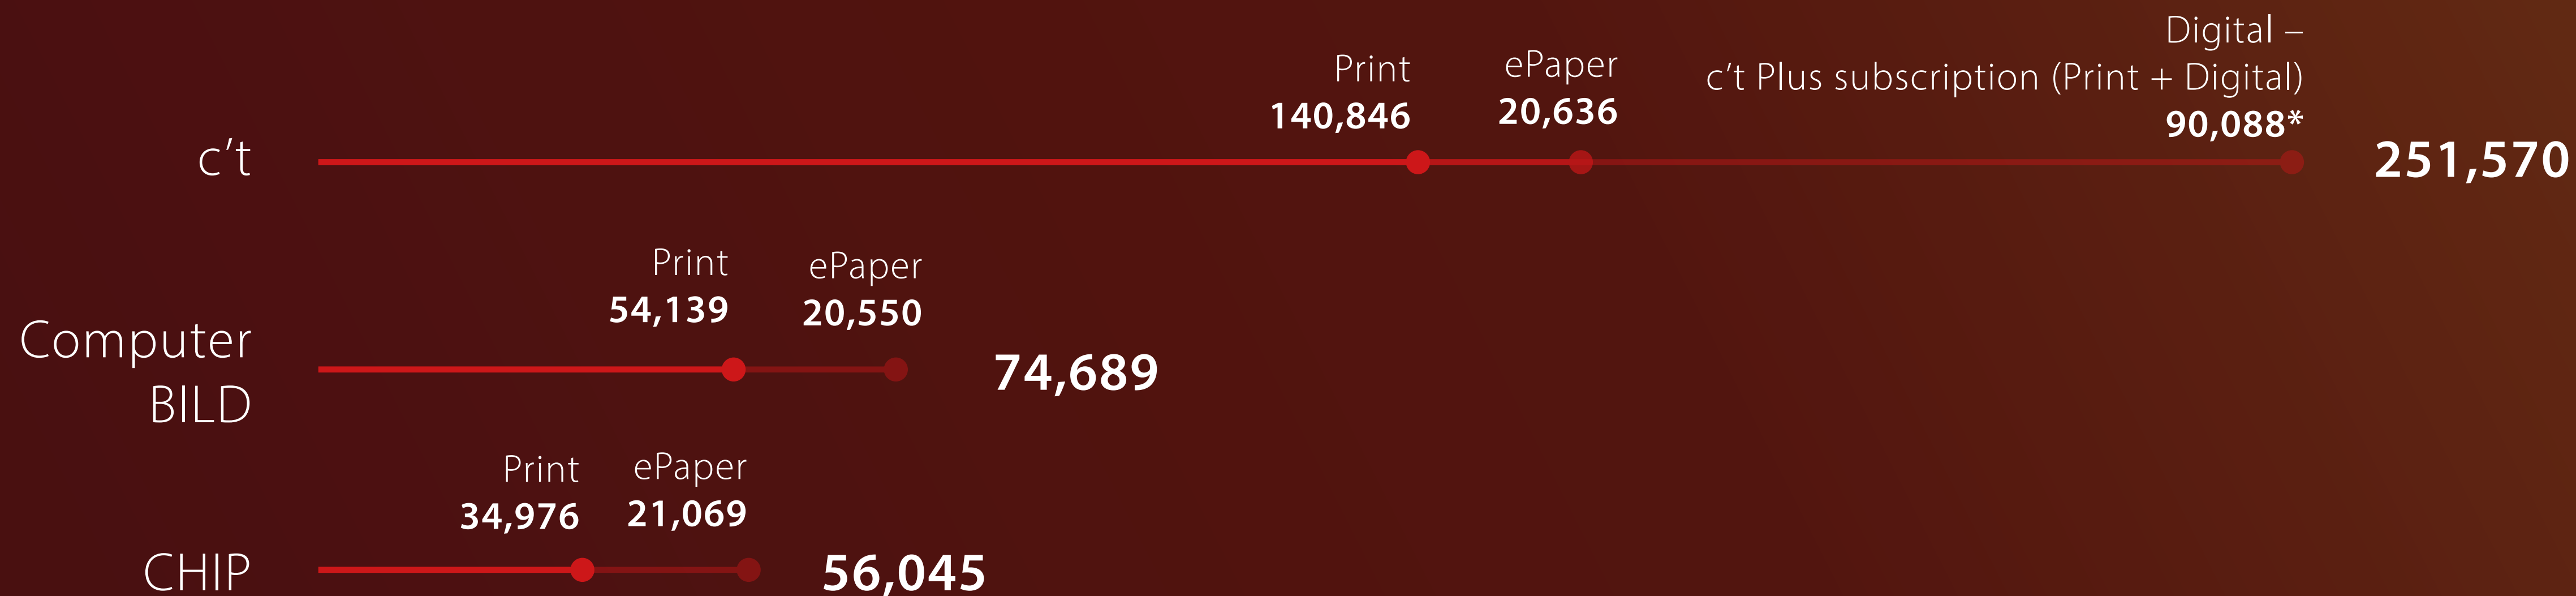 c't
Print
140,846
ePaper
20,636
Digital –
c't Plus subscription (Print + Digital)
90,088*
251,570
Computer
BILD
Print
54,139
ePaper
20,550
74,689
CHIP
Print
34,976
ePaper
21,069
56,045